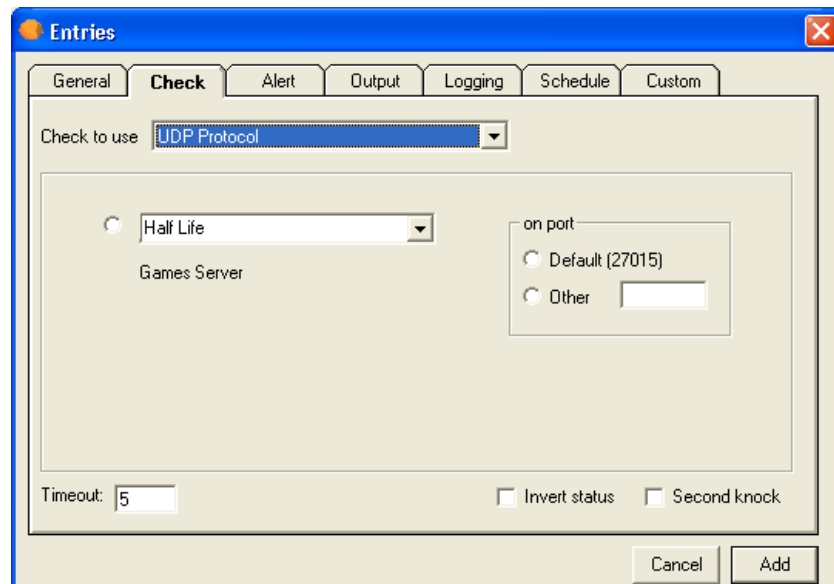 Entries
General Check Alert Output Logging Schedule Custom
Check to use UDP Protocol
Half Life
Games Server
on port
Default (27015)
Other
Timeout: 5
Invert status Second knock
Cancel Add